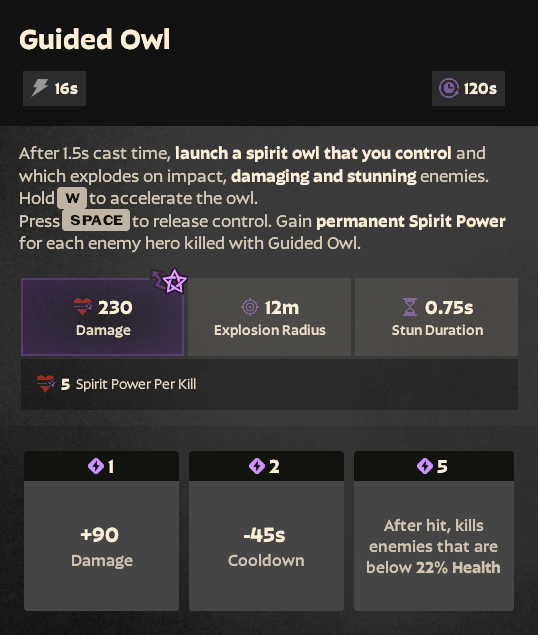 Guided Owl
16s
120s
After 1.5s cast time, launch a spirit owl that you control and
which explodes on impact, damaging and stunning enemies.
Hold W to accelerate the owl.
Press SPACE to release control. Gain permanent Spirit Power
for each enemy hero killed with Guided Owl.
230
Damage
12m
Explosion Radius
0.75s
Stun Duration
5 Spirit Power Per Kill
1
+90
Damage
2
-45s
Cooldown
5
After hit, kills
enemies that are
below 22% Health